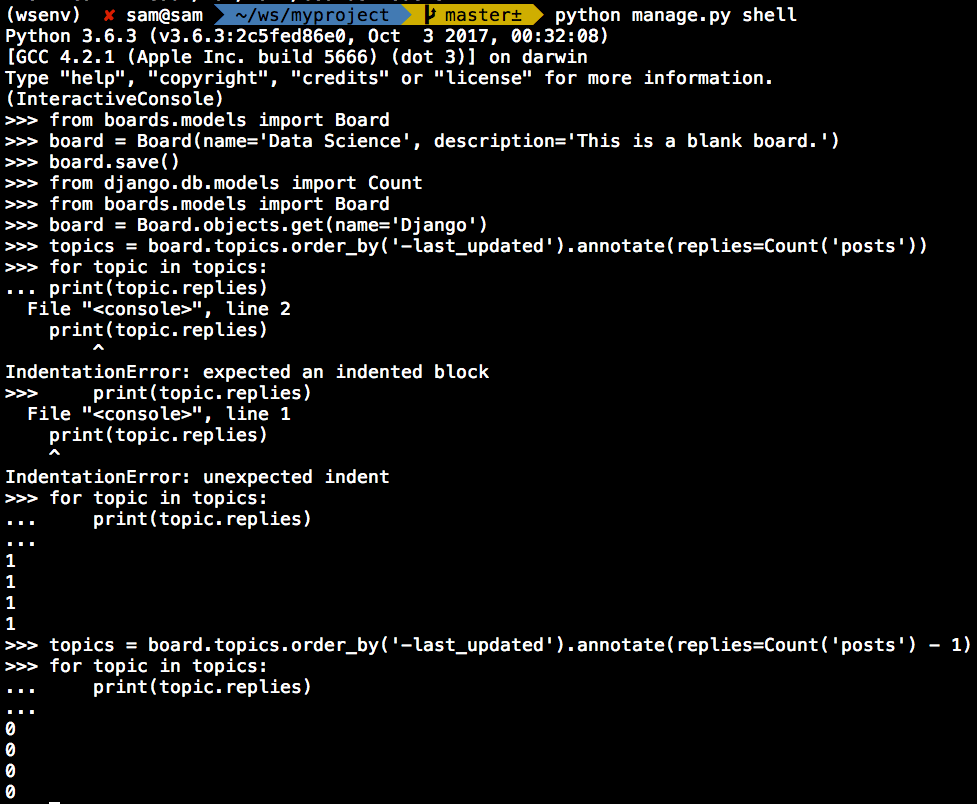 (wsenv) ✘ sam@sam ~/ws/myproject master± python manage.py shell
Python 3.6.3 (v3.6.3:2c5fed86e0, Oct  3 2017, 00:32:08)
[GCC 4.2.1 (Apple Inc. build 5666) (dot 3)] on darwin
Type "help", "copyright", "credits" or "license" for more information.
(InteractiveConsole)
>>> from boards.models import Board
>>> board = Board(name='Data Science', description='This is a blank board.')
>>> board.save()
>>> from django.db.models import Count
>>> from boards.models import Board
>>> board = Board.objects.get(name='Django')
>>> topics = board.topics.order_by('-last_updated').annotate(replies=Count('posts'))
>>> for topic in topics:
... print(topic.replies)
  File "<console>", line 2
    print(topic.replies)
        ^
IndentationError: expected an indented block
>>>     print(topic.replies)
  File "<console>", line 1
    print(topic.replies)
    ^
IndentationError: unexpected indent
>>> for topic in topics:
...     print(topic.replies)
...
1
1
1
1
>>> topics = board.topics.order_by('-last_updated').annotate(replies=Count('posts') - 1)
>>> for topic in topics:
...     print(topic.replies)
...
0
0
0
0